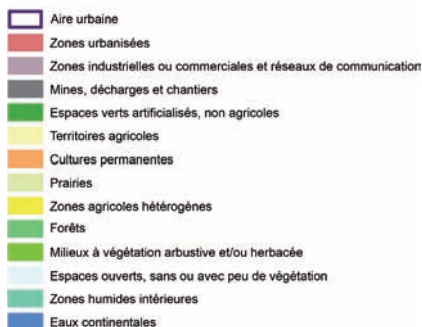 Aire urbaine
Zones urbanisées
Zones industrielles ou commerciales et réseaux de communication
Mines, décharges et chantiers
Espaces verts artificialisés, non agricoles
Territoires agricoles
Cultures permanentes
Prairies
Zones agricoles hétérogènes
Forêts
Milieux à végétation arbustive et/ou herbacée
Espaces ouverts, sans ou avec peu de végétation
Zones humides intérieures
Eaux continentales